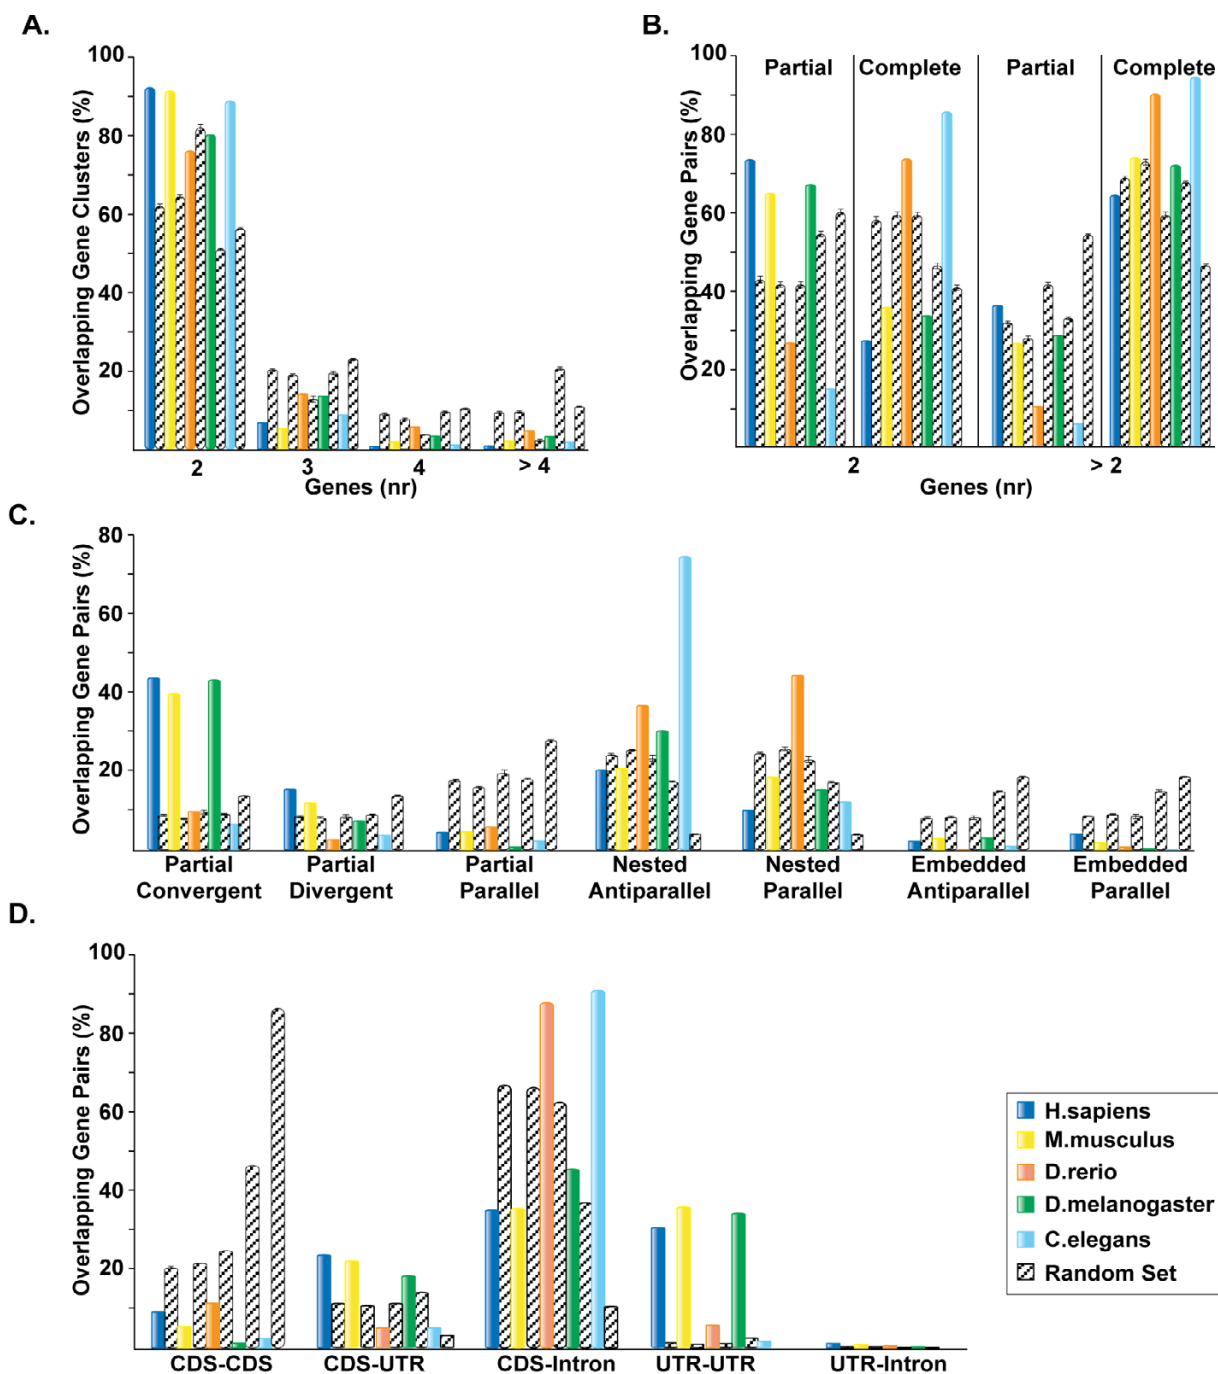 A.
Overlapping Gene Clusters (%)
100
80
60
40
20
2
3
4
> 4
Genes (nr)
B.
Overlapping Gene Pairs (%)
100
80
60
40
20
Partial
Complete
Partial
Complete
2
> 2
Genes (nr)
C.
Overlapping Gene Pairs (%)
80
60
40
20
Partial
Convergent
Partial
Divergent
Partial
Parallel
Nested
Antiparallel
Nested
Parallel
Embedded
Antiparallel
Embedded
Parallel
D.
Overlapping Gene Pairs (%)
100
80
60
40
20
CDS-CDS
CDS-UTR
CDS-Intron
UTR-UTR
UTR-Intron
H.sapiens
M.musculus
D.rerio
D.melanogaster
C.elegans
Random Set